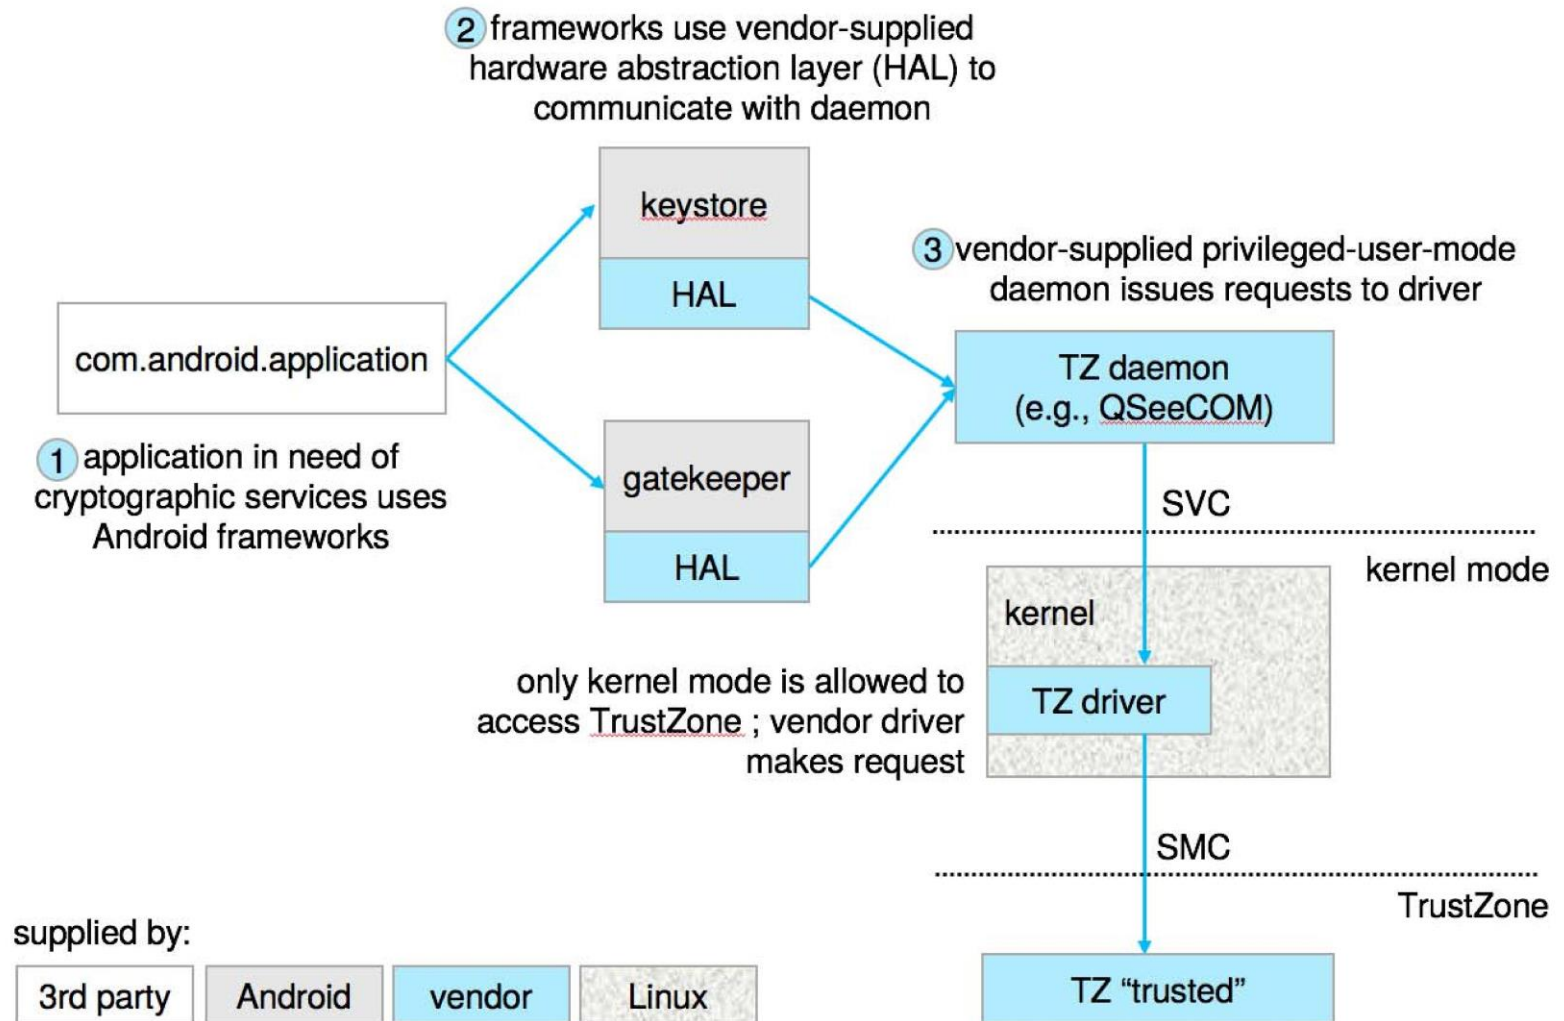 2 frameworks use vendor-supplied
hardware abstraction layer (HAL) to
communicate with daemon
keystore
HAL
3 vendor-supplied privileged-user-mode
daemon issues requests to driver
com.android.application
TZ daemon
(e.g., QSeeCOM)
1 application in need of
cryptographic services uses
Android frameworks
gatekeeper
HAL
SVC
kernel mode
kernel
TZ driver
only kernel mode is allowed to
access TrustZone ; vendor driver
makes request
SMC
TrustZone
supplied by:
3rd party
Android
vendor
Linux
TZ “trusted”